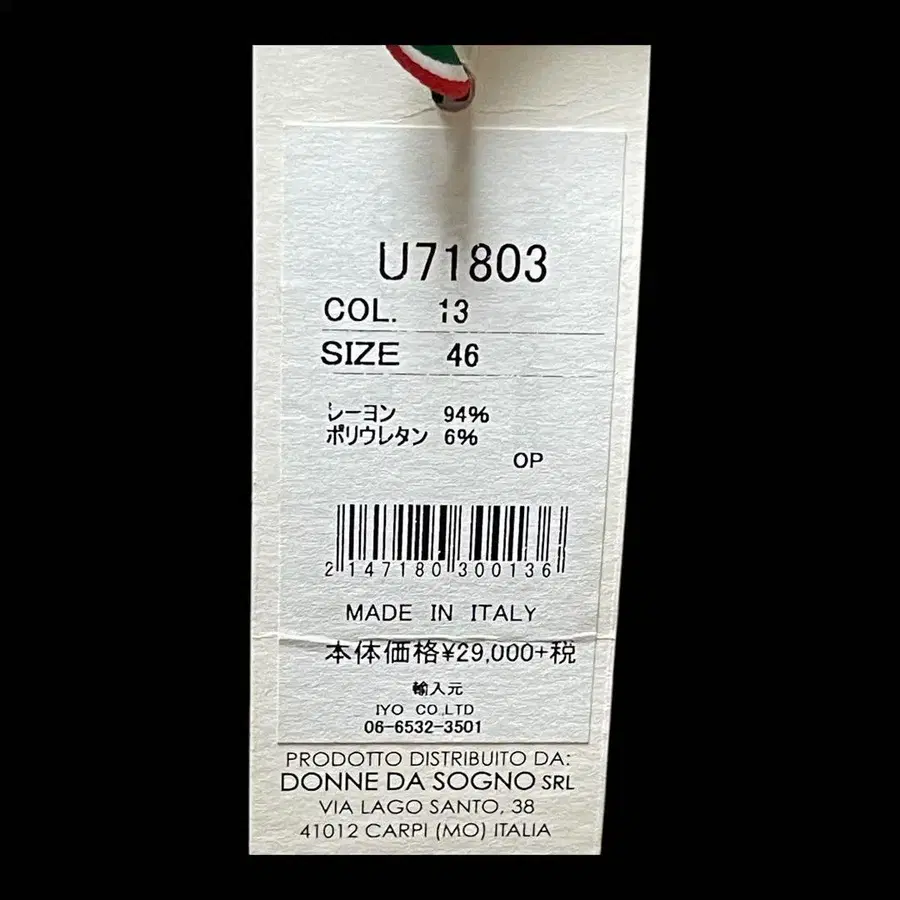 U71803
COL. 13
SIZE 46
レーヨン 94%
ポリウレタン 6%
OP
2 147180 300136
MADE IN ITALY
本体価格¥29,000+税
輸入元
IYO CO.,LTD
06-6532-3501
PRODOTTO DISTRIBUITO DA:
DONNE DA SOGNO SRL
VIA LAGO SANTO, 38
41012 CARPI (MO) ITALIA